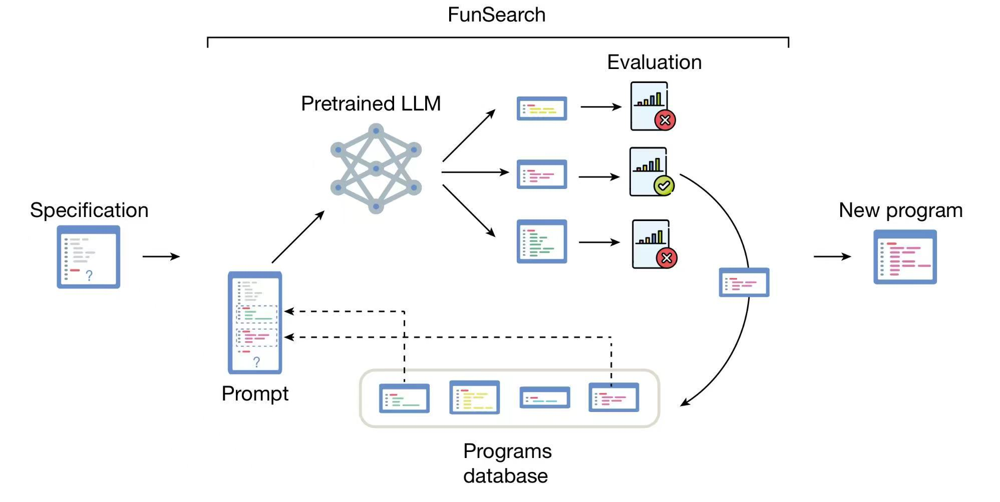 FunSearch
Evaluation
Pretrained LLM
Specification
?
New program
?
Prompt
Programs
database